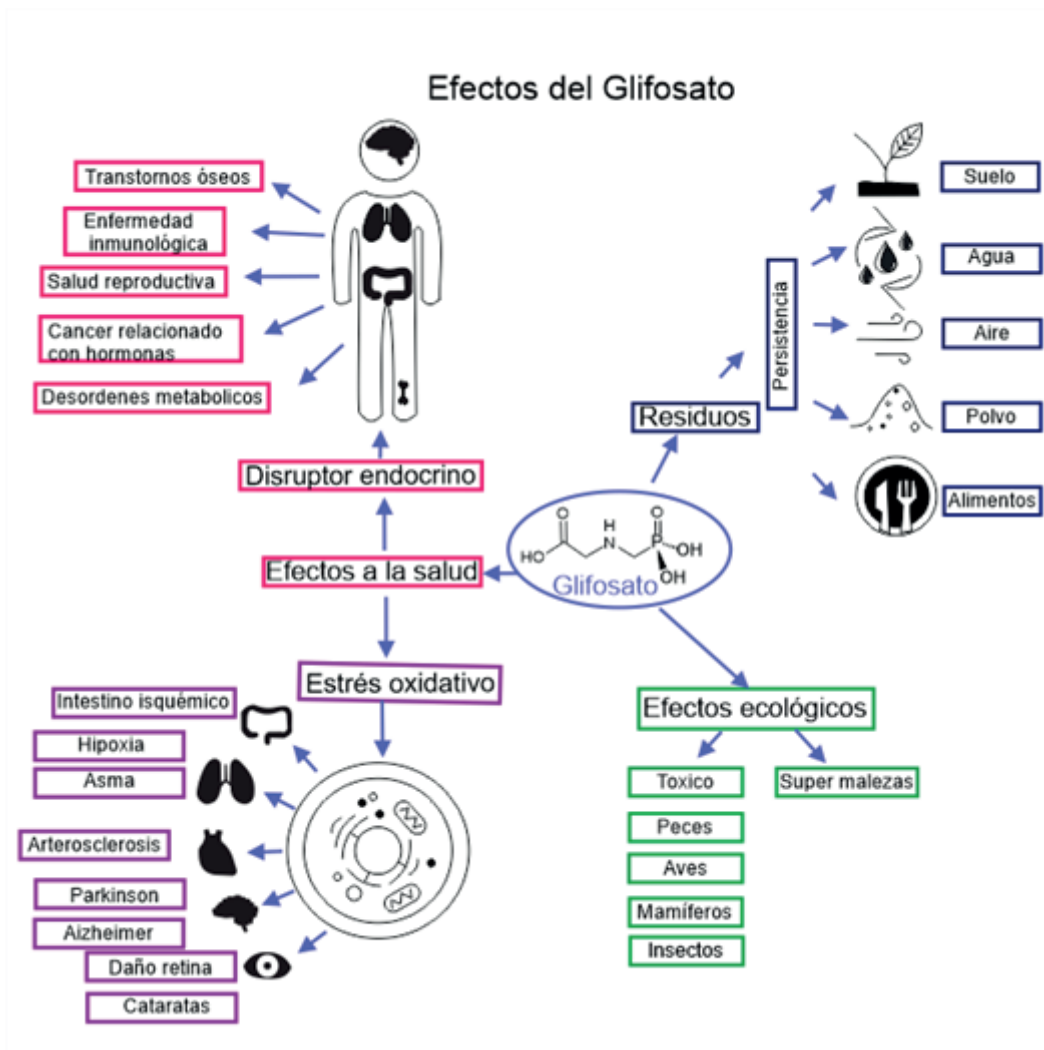 Efectos del Glifosato
Transtornos óseos
Enfermedad
inmunológica
Salud reproductiva
Cancer relacionado
con hormonas
Desordenes metabolicos
Disruptor endocrino
Efectos a la salud
Estrés oxidativo
Intestino isquémico
Hipoxia
Asma
Arterosclerosis
Parkinson
Aizheimer
Daño retina
Cataratas
O
HO
H
N
O
P
OH
OH
Glifosato
Residuos
Persistencia
Suelo
Agua
Aire
Polvo
Alimentos
Efectos ecológicos
Toxico
Peces
Aves
Mamíferos
Insectos
Super malezas